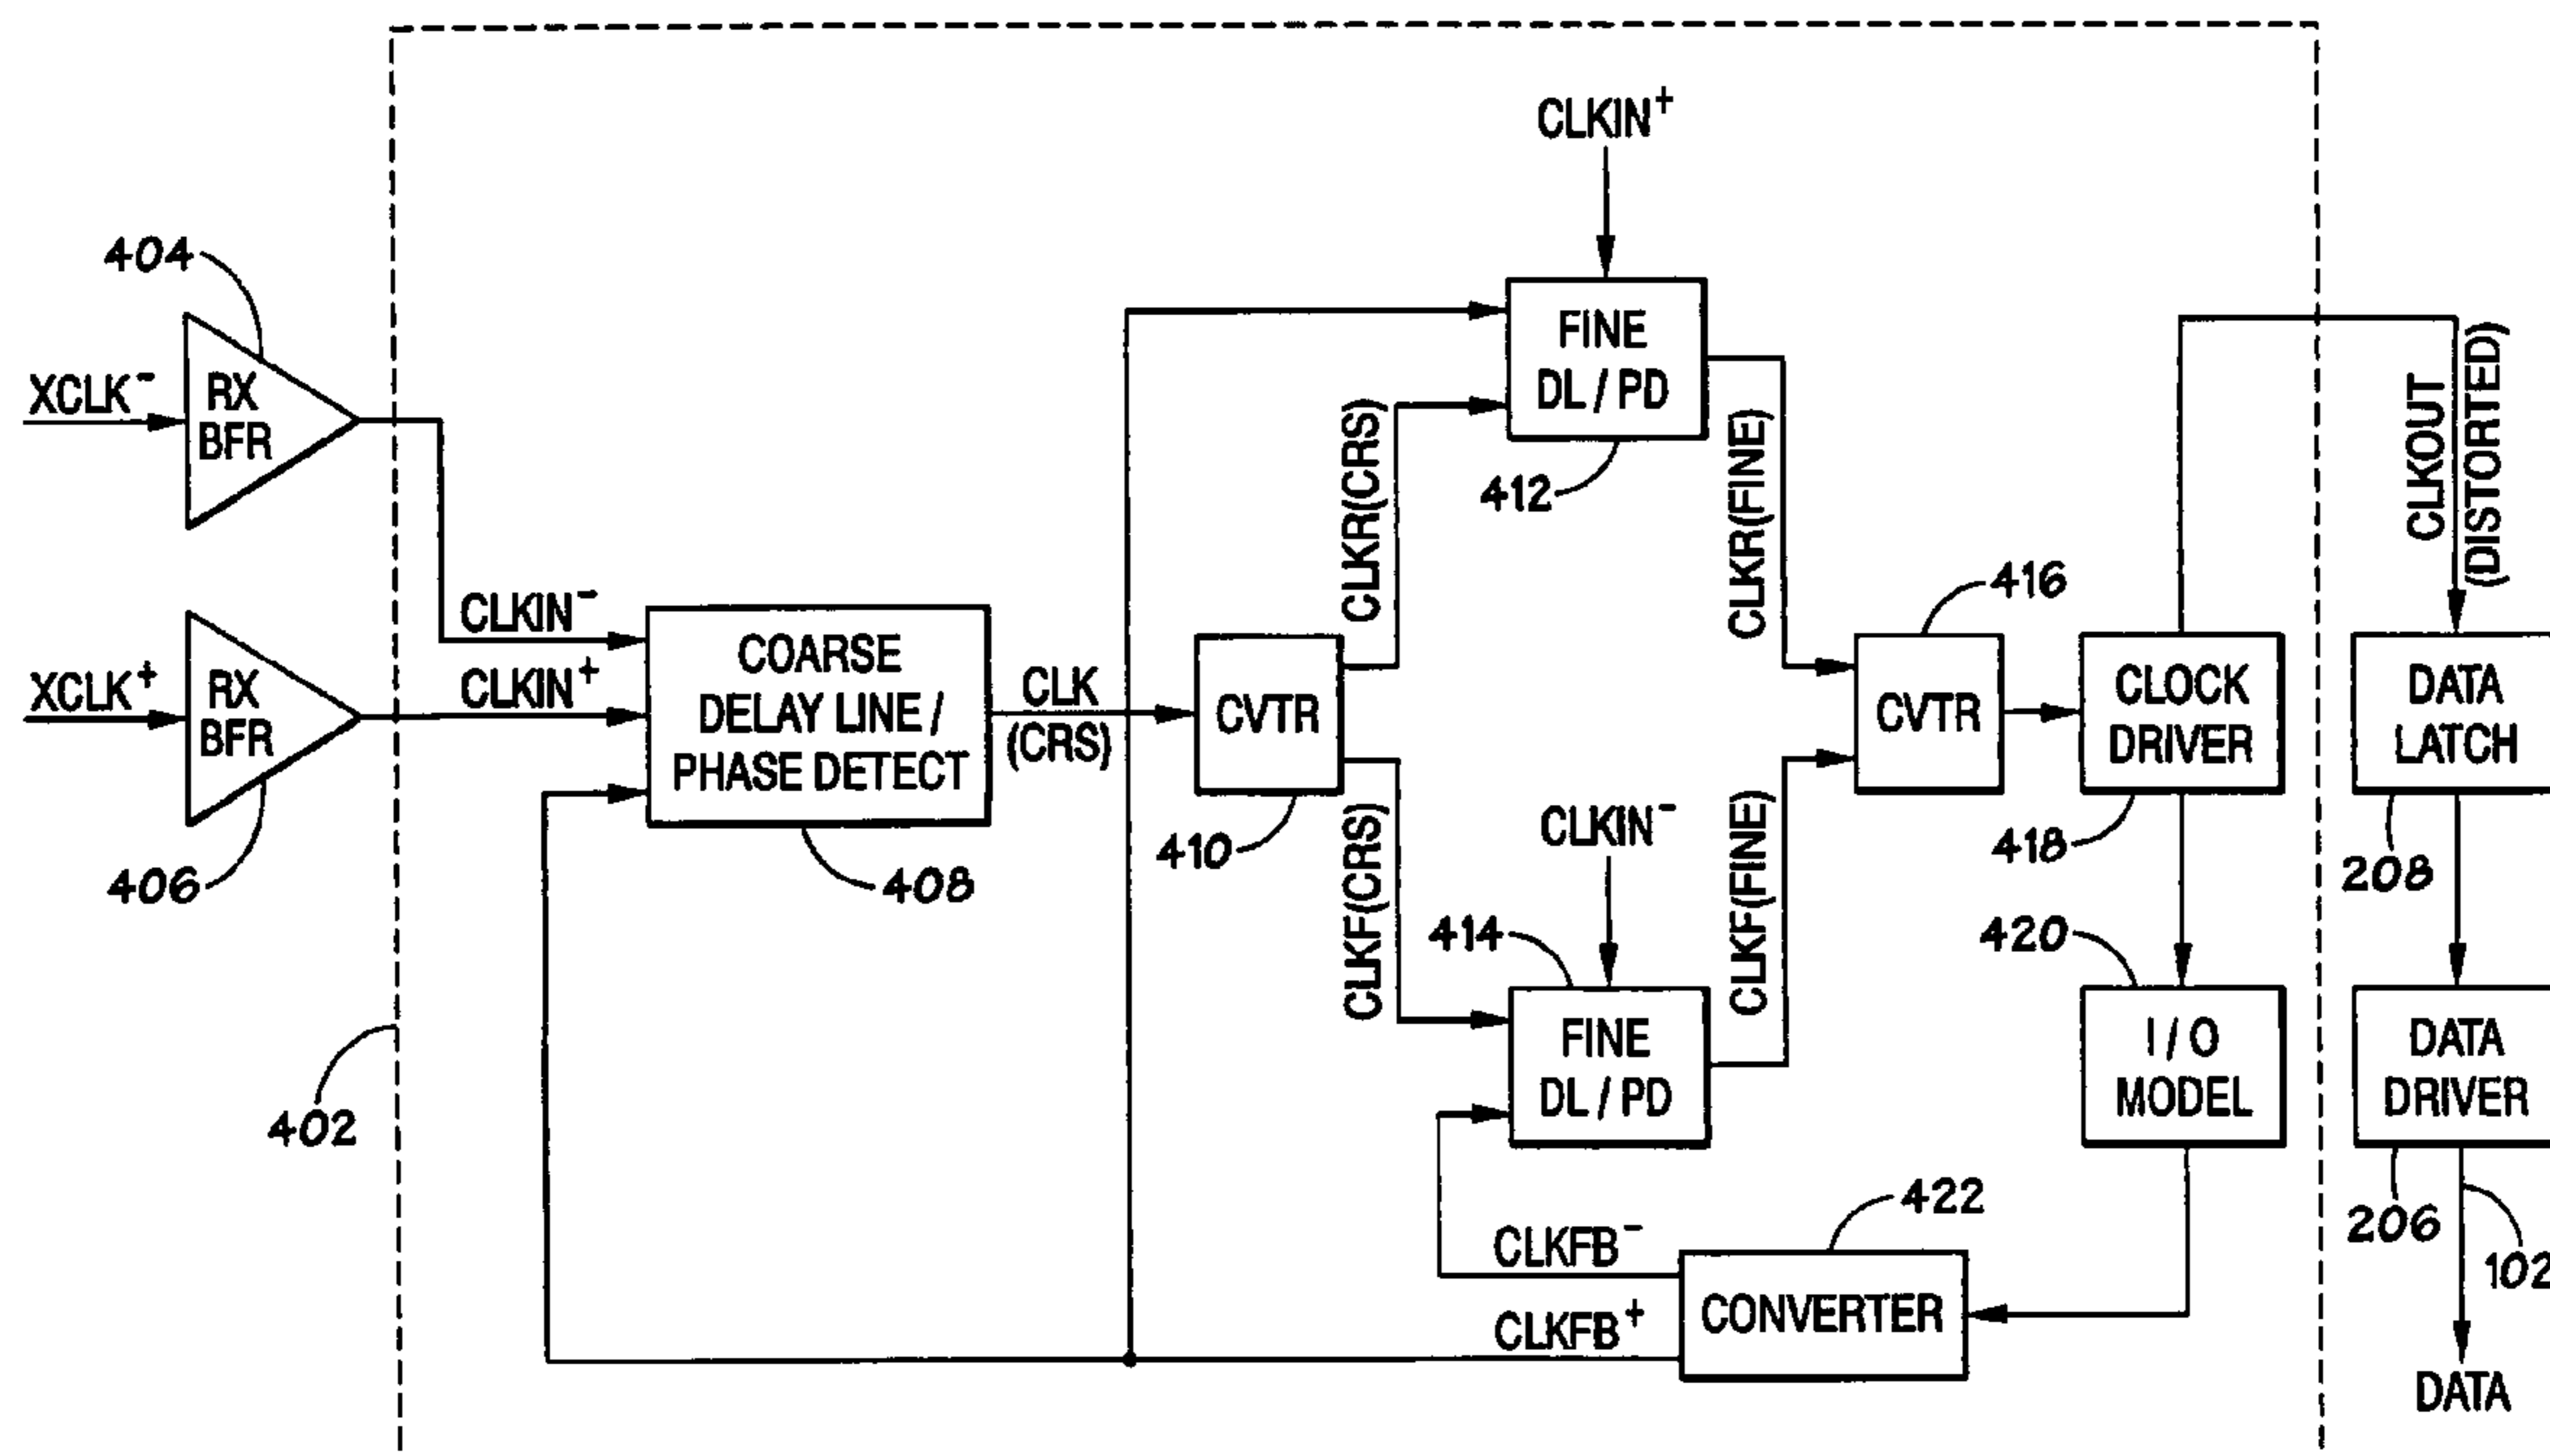 CLKIN+
404
XCLK-
RX
BFR
XCLK+
RX
BFR
406
402
CLKIN-
CLKIN+
COARSE
DELAY LINE /
PHASE DETECT
408
CLK
(CRS)
CVTR
410
CLKR(CRS)
CLKF(CRS)
FINE
DL / PD
412
CLKIN-
414
FINE
DL / PD
CLKR(FINE)
CLKF(FINE)
416
CVTR
CLOCK
DRIVER
418
420
I / O
MODEL
422
CONVERTER
CLKFB-
CLKFB+
CLKOUT
(DISTORTED)
DATA
LATCH
208
DATA
DRIVER
206
102
DATA